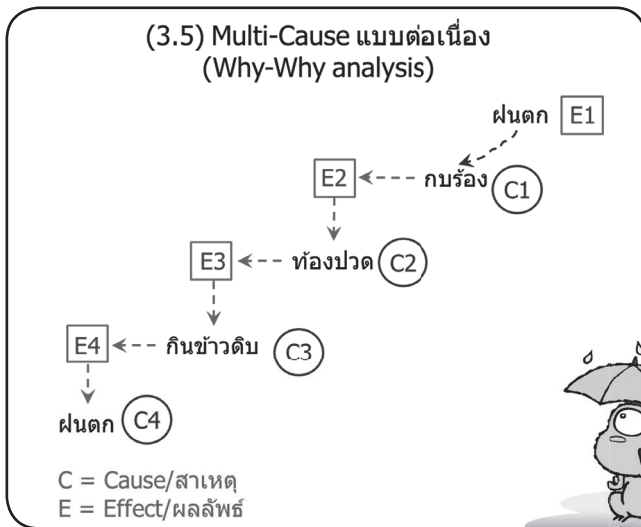 (3.5) Multi-Cause แบบต่อเนื่อง
(Why-Why analysis)
ฝนตก E1
E2 กบร้อง C1
E3 ท้องปวด C2
E4 กินข้าวดิบ C3
ฝนตก C4
C = Cause/สาเหตุ
E = Effect/ผลลัพธ์